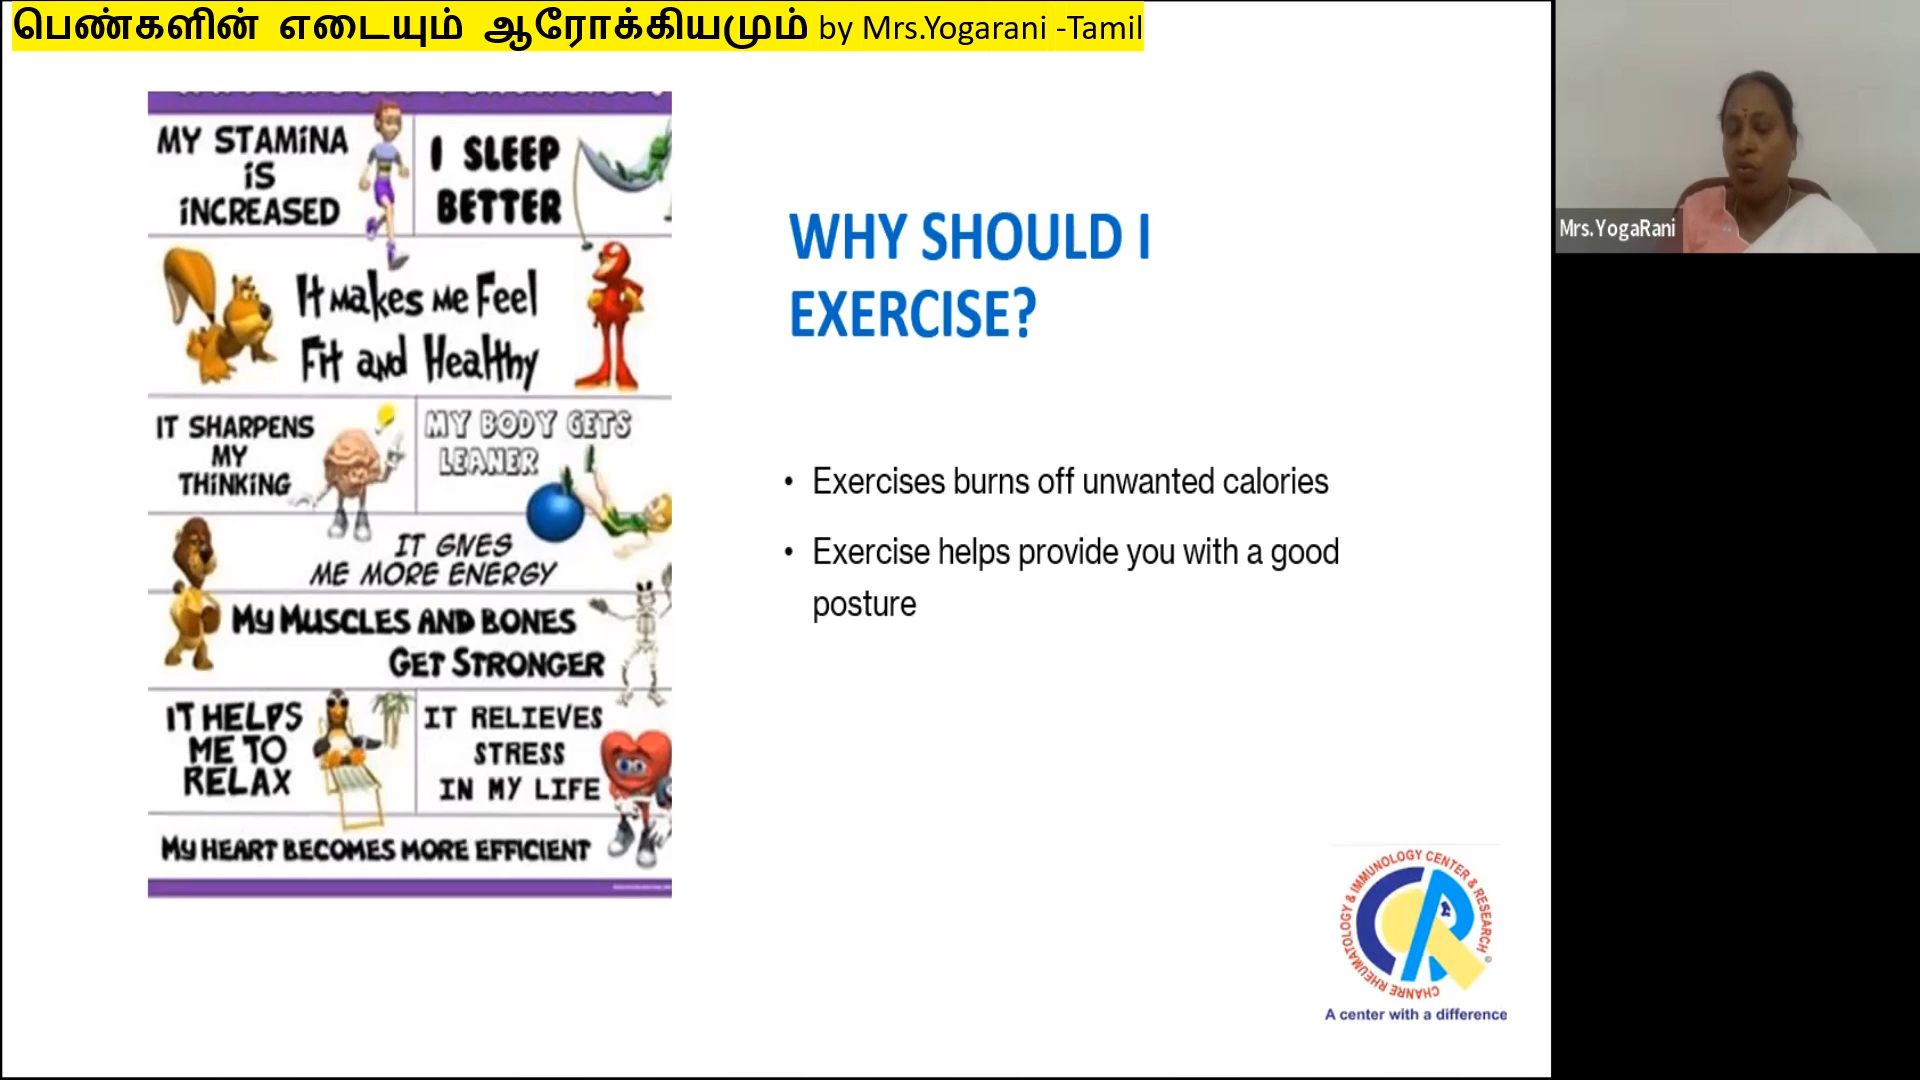 பெண்களின் எடையும் ஆரோக்கியமும் by Mrs.Yogarani -Tamil
MY STAMINA
IS
INCREASED
I SLEEP
BETTER
It makes me Feel
Fit and Healthy
IT SHARPENS
MY
THINKING
MY BODY GETS
LEANER
IT GIVES
ME MORE ENERGY
MY MUSCLES AND BONES
GET STRONGER
IT HELPS
ME TO
RELAX
IT RELIEVES
STRESS
IN MY LIFE
MY HEART BECOMES MORE EFFICIENT
WHY SHOULD I
EXERCISE?
• Exercises burns off unwanted calories
• Exercise helps provide you with a good
posture
Mrs.YogaRani
CHANRE RHEUMATOLOGY & IMMUNOLOGY CENTER & RESEARCH
A center with a difference